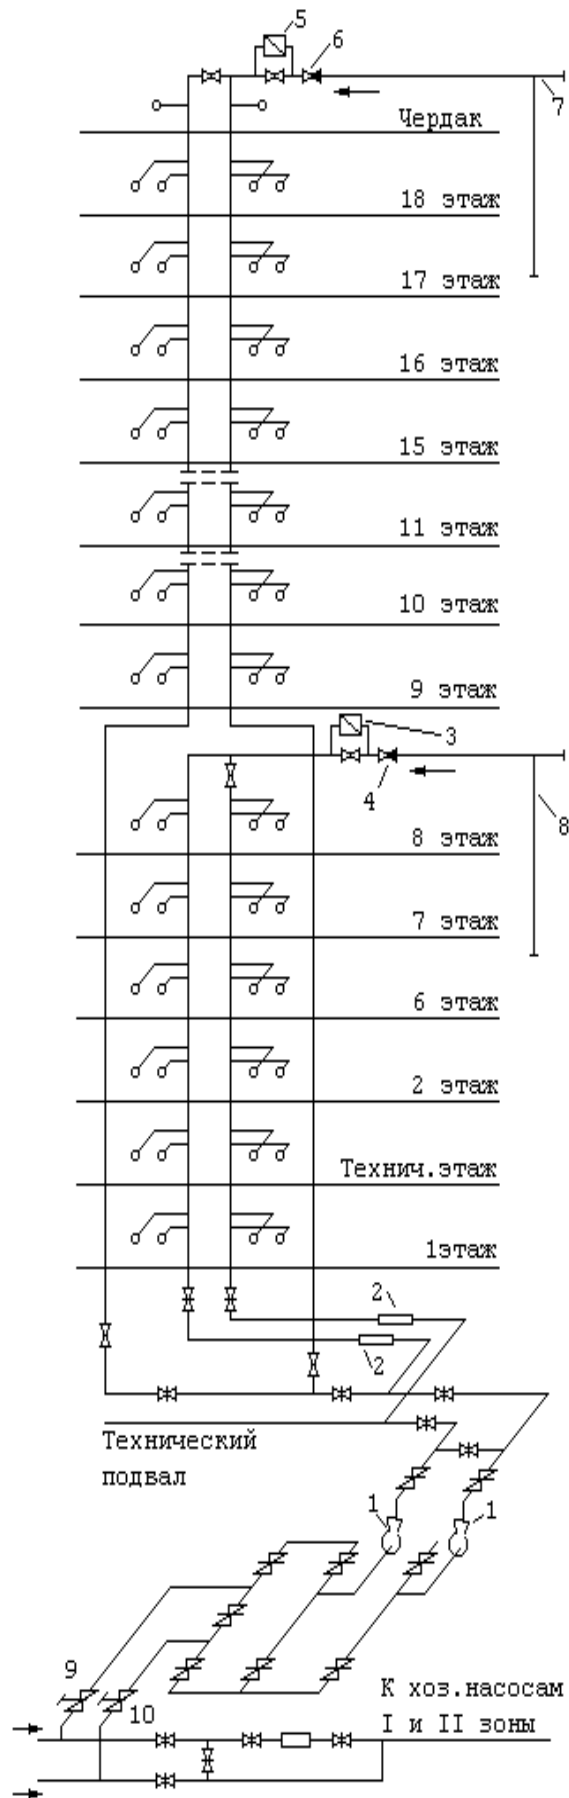 5
6
7
Чердак
18 этаж
17 этаж
16 этаж
15 этаж
11 этаж
10 этаж
9 этаж
3
4
8
8 этаж
7 этаж
6 этаж
2 этаж
Технич.этаж
1этаж
2
2
Технический
подвал
1
1
9
10
К хоз.насосам
I и II зоны